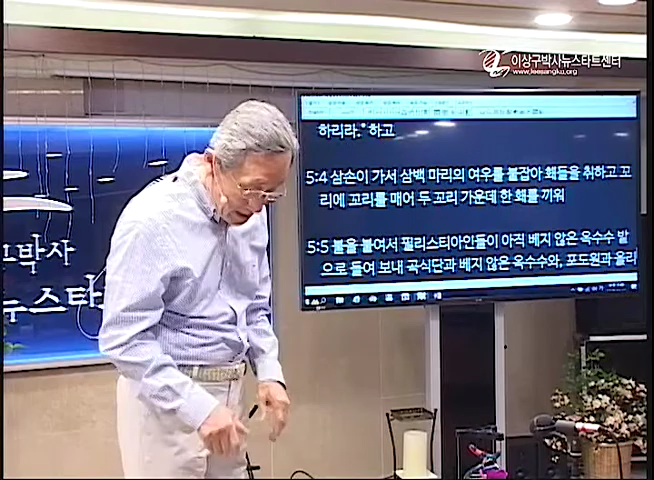 이상구박사뉴스타트센터
www.leesangku.org
하리라." 하고
5:4 삼손이 가서 삼백 마리의 여우를 붙잡아 홰들을 취하고 꼬
리에 꼬리를 매어 두 꼬리 가운데 한 홰를 끼워
5:5 불을 붙여서 필리스티아인들이 아직 베지 않은 옥수수 밭
으로 들여 보내 곡식단과 베지 않은 옥수수와, 포도원과 올리
구박사
뉴스타